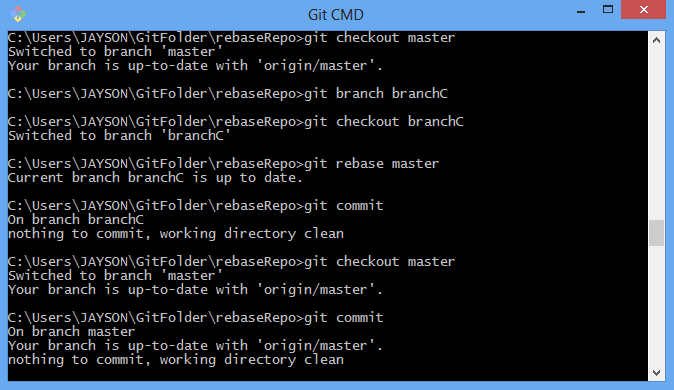 Git CMD
C:\Users\JAYSON\GitFolder\rebaseRepo>git checkout master
Switched to branch 'master'
Your branch is up-to-date with 'origin/master'.
C:\Users\JAYSON\GitFolder\rebaseRepo>git branch branchC
C:\Users\JAYSON\GitFolder\rebaseRepo>git checkout branchC
Switched to branch 'branchC'
C:\Users\JAYSON\GitFolder\rebaseRepo>git rebase master
Current branch branchC is up to date.
C:\Users\JAYSON\GitFolder\rebaseRepo>git commit
On branch branchC
nothing to commit, working directory clean
C:\Users\JAYSON\GitFolder\rebaseRepo>git checkout master
Switched to branch 'master'
Your branch is up-to-date with 'origin/master'.
C:\Users\JAYSON\GitFolder\rebaseRepo>git commit
On branch master
Your branch is up-to-date with 'origin/master'.
nothing to commit, working directory clean